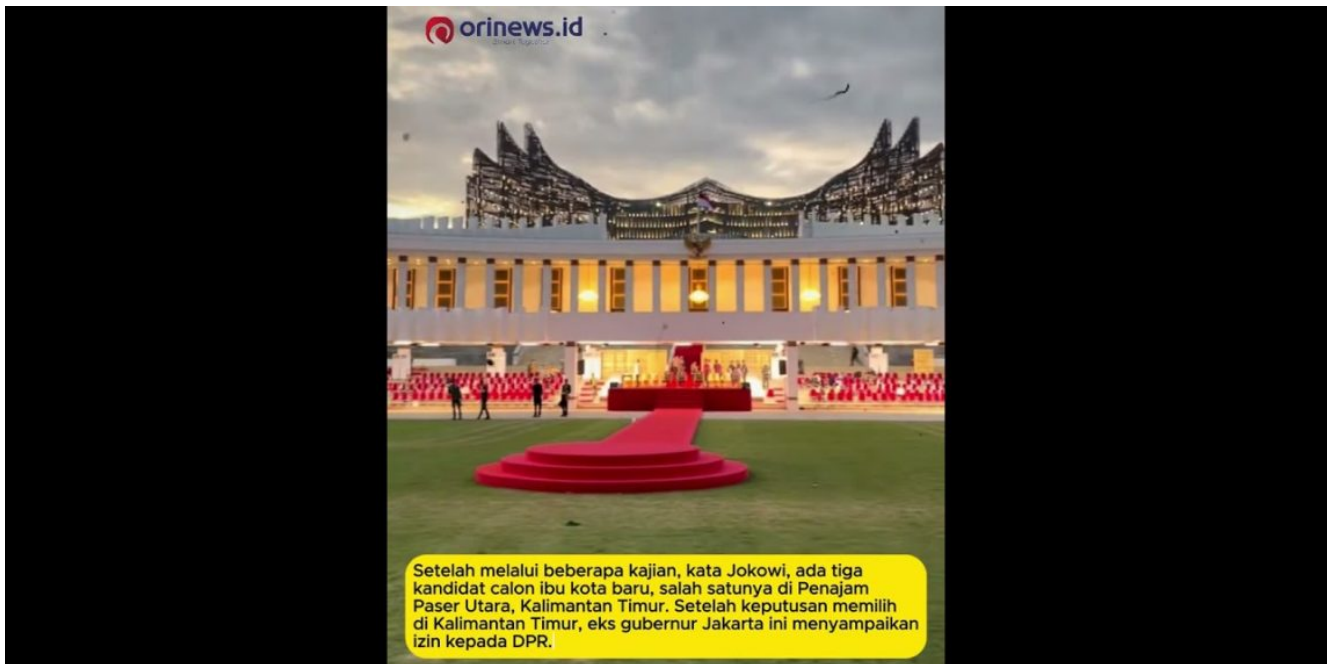 orinews.id
Setelah melalui beberapa kajian, kata Jokowi, ada tiga
kandidat calon ibu kota baru, salah satunya di Penajam
Paser Utara, Kalimantan Timur. Setelah keputusan memilih
di Kalimantan Timur, eks gubernur Jakarta ini menyampaikan
izin kepada DPR.